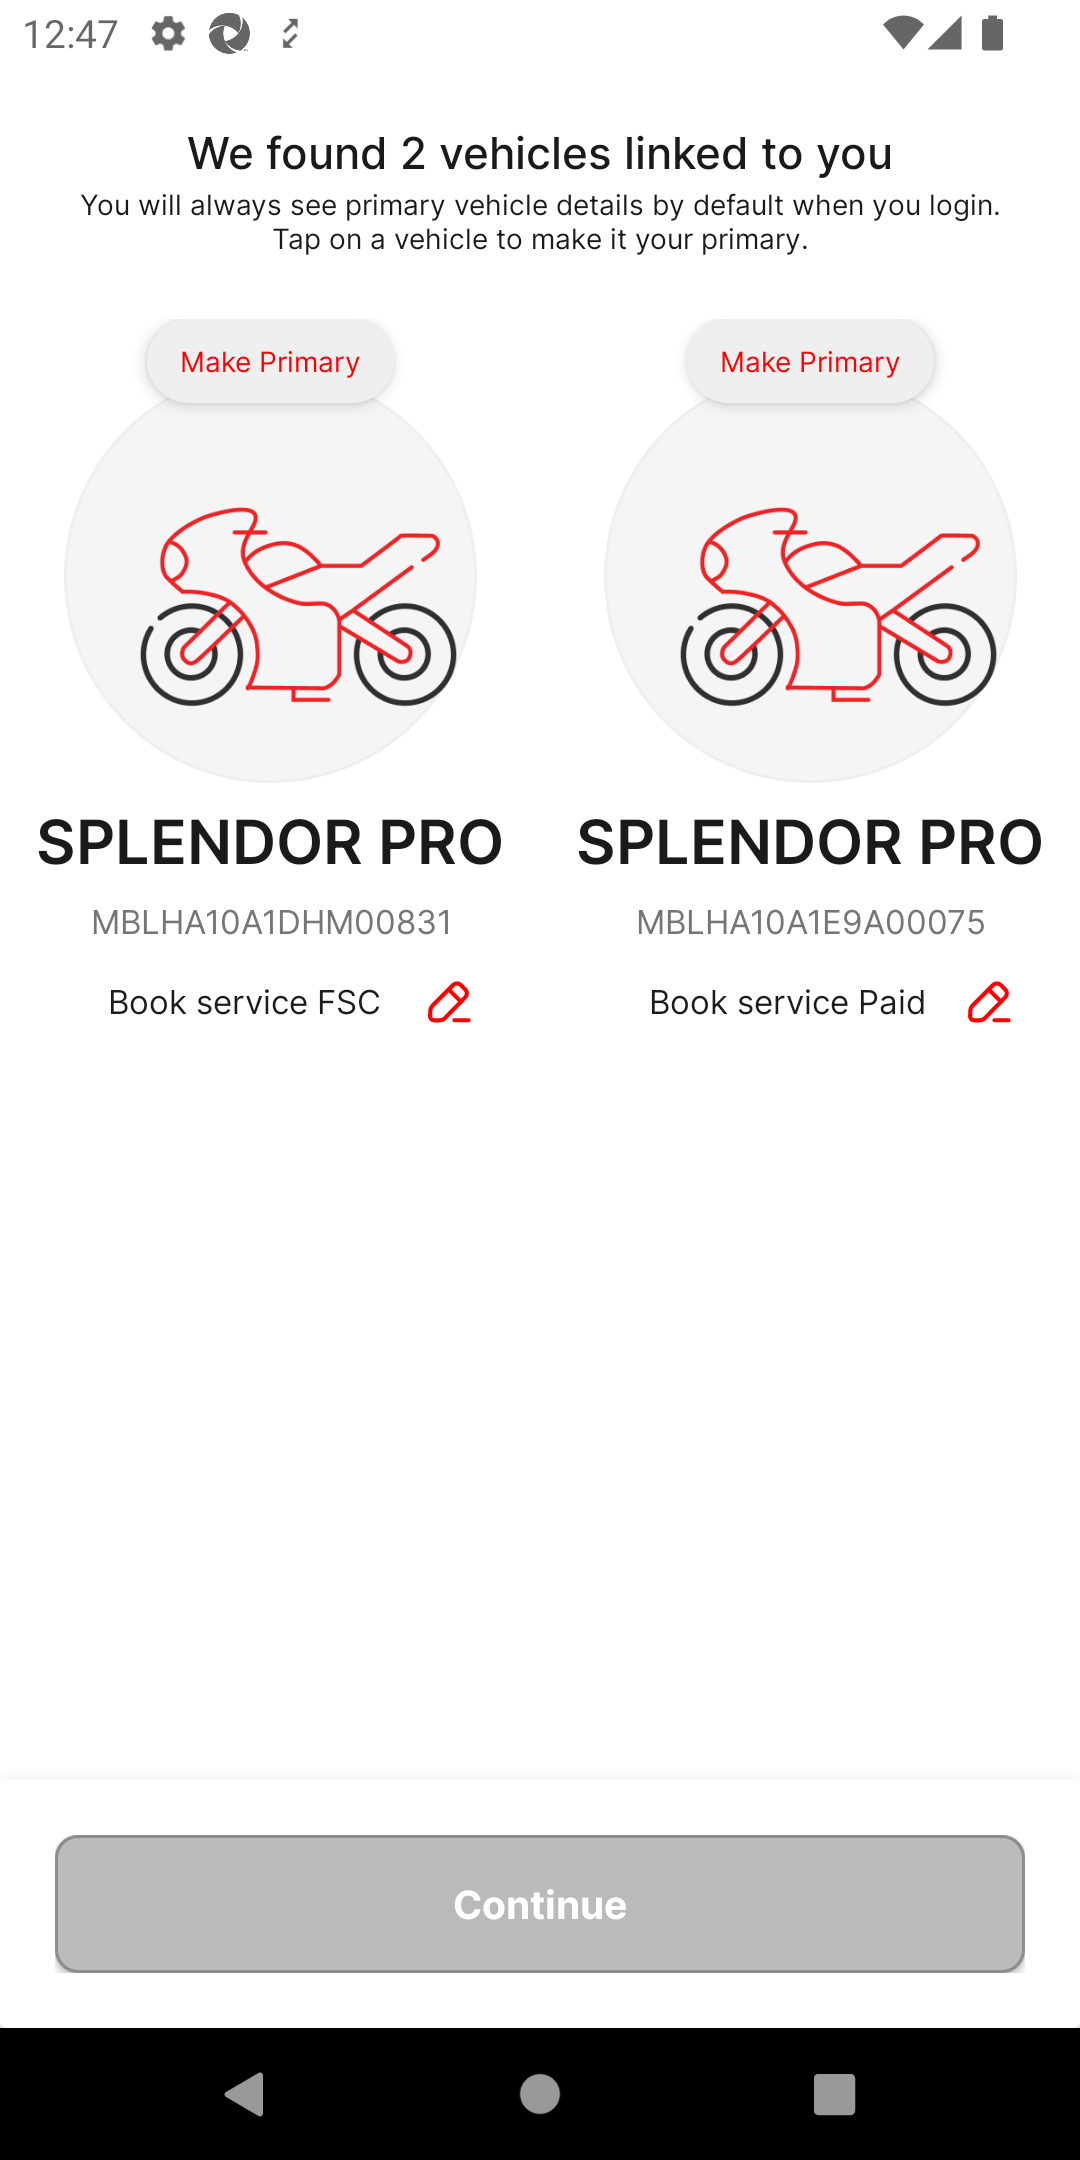 12:47
We found 2 vehicles linked to you
You will always see primary vehicle details by default when you login.
Tap on a vehicle to make it your primary.
Make Primary
Make Primary
SPLENDOR PRO
SPLENDOR PRO
MBLHA10A1DHM00831
MBLHA10A1E9A00075
Book service FSC
Book service Paid
Continue